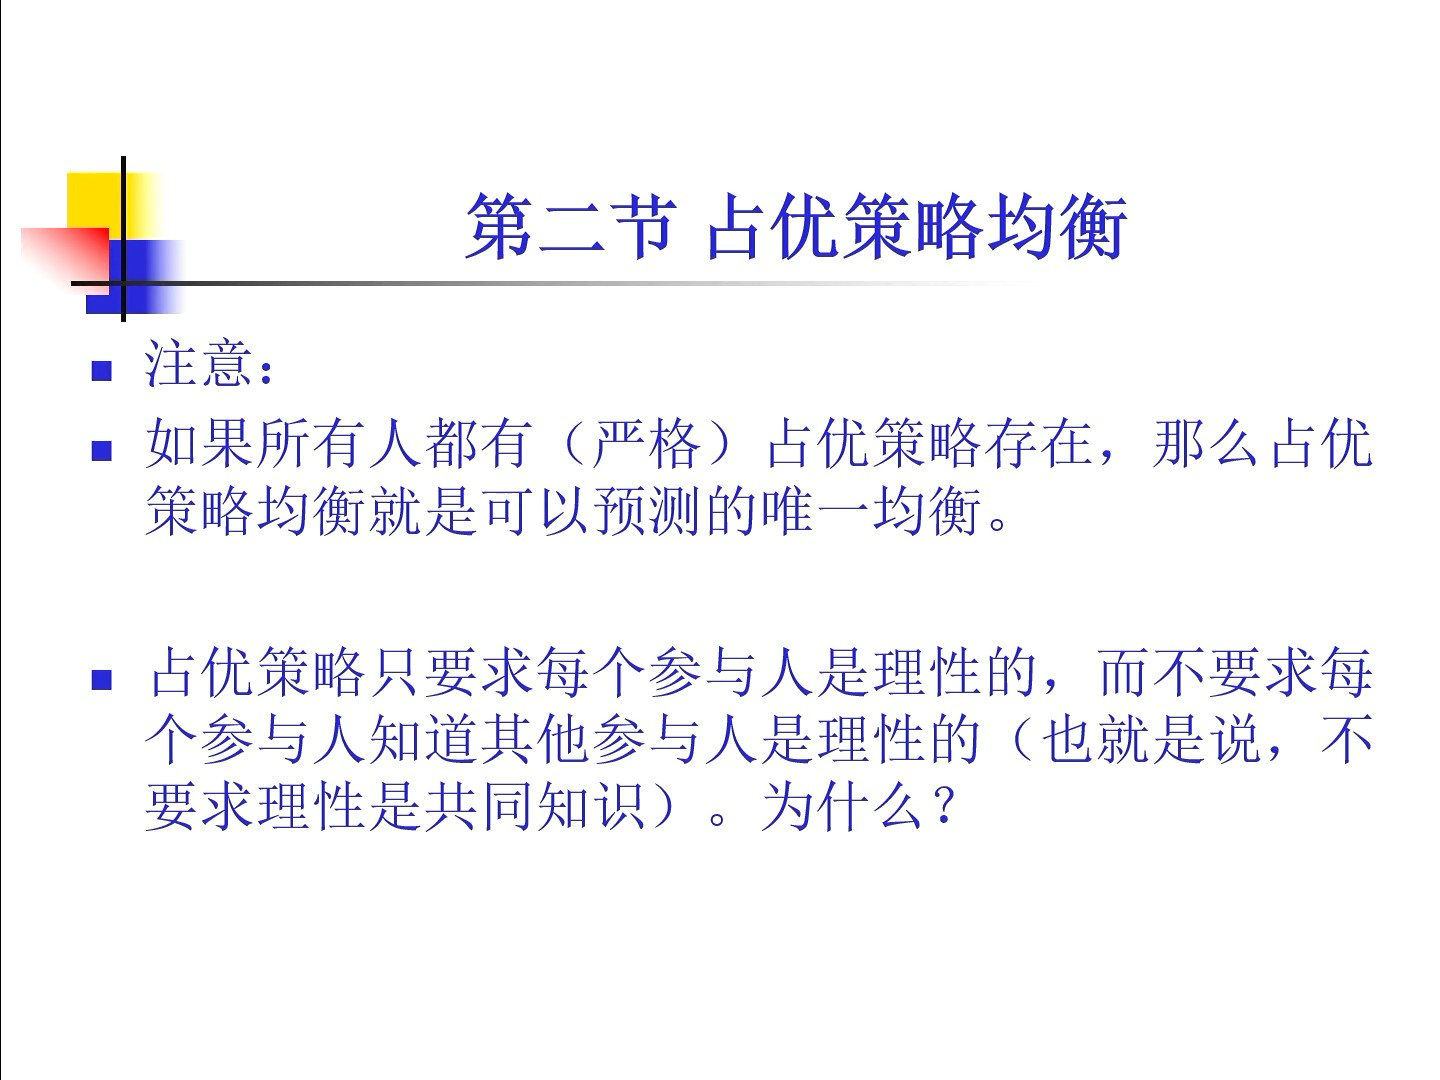 第二节 占优策略均衡
注意：
如果所有人都有（严格）占优策略存在，那么占优
策略均衡就是可以预测的唯一均衡。
占优策略只要求每个参与人是理性的，而不要求每
个参与人知道其他参与人是理性的（也就是说，不
要求理性是共同知识）。为什么？